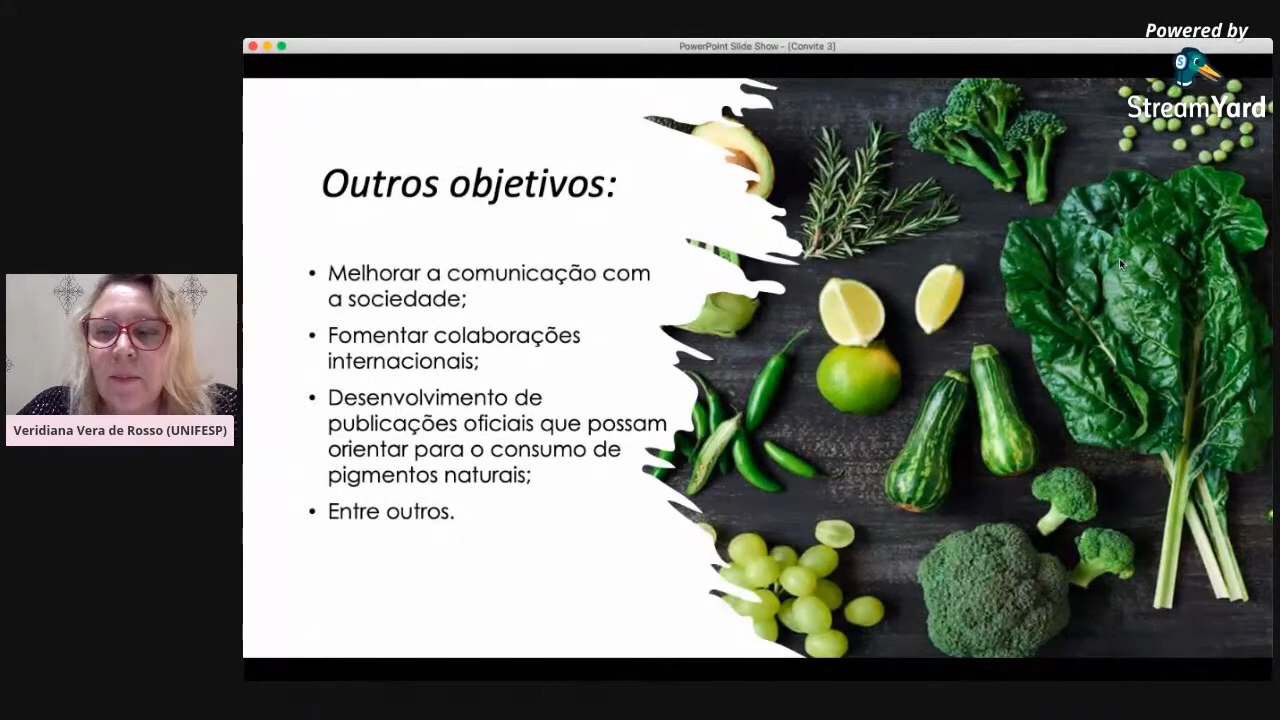 Powered by
StreamYard
PowerPoint Slide Show - [Convite 3]
Outros objetivos:
• Melhorar a comunicação com
a sociedade;
• Fomentar colaborações
internacionais;
• Desenvolvimento de
publicações oficiais que possam
orientar para o consumo de
pigmentos naturais;
• Entre outros.
Veridiana Vera de Rosso (UNIFESP)